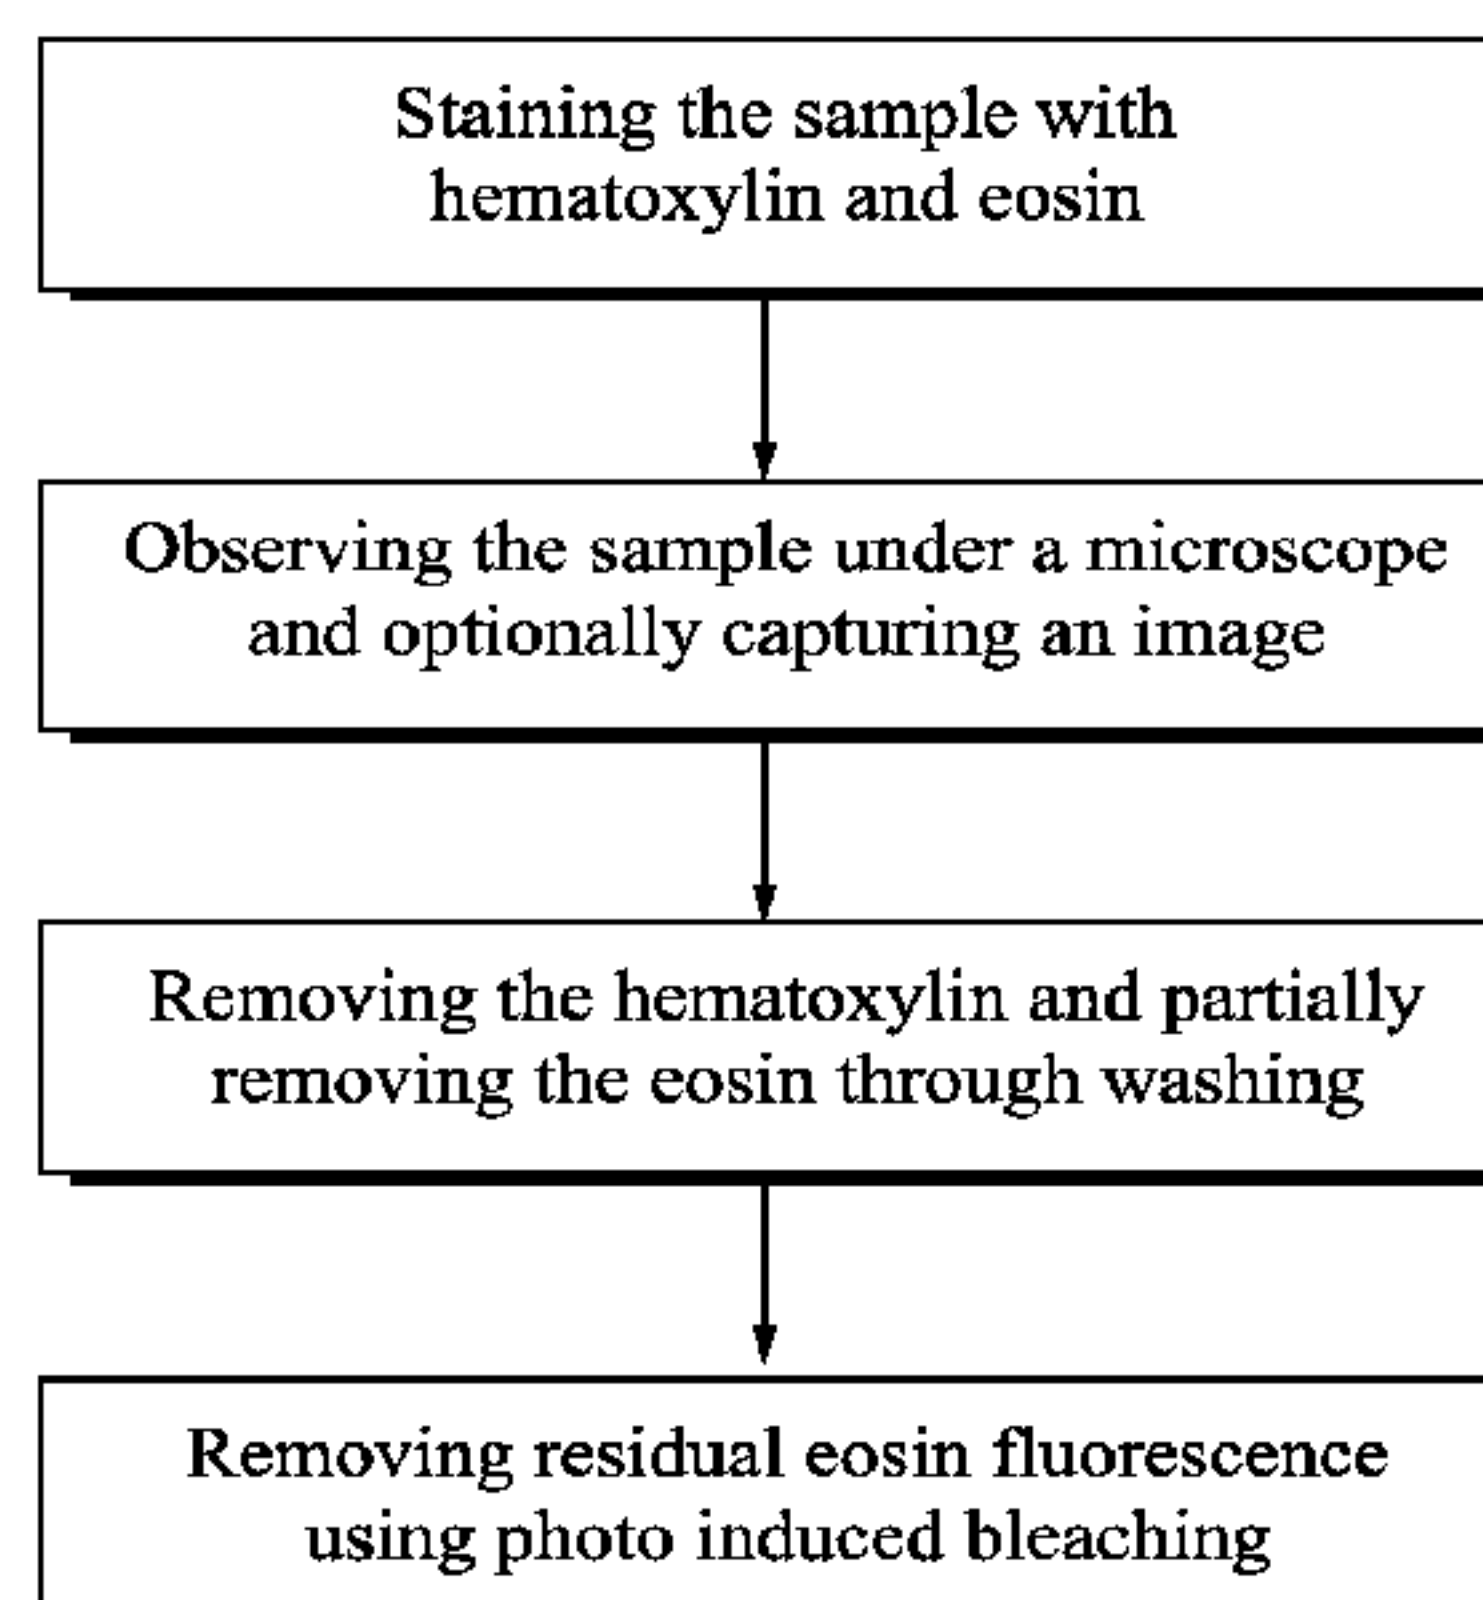 Staining the sample with
hematoxylin and eosin
Observing the sample under a microscope
and optionally capturing an image
Removing the hematoxylin and partially
removing the eosin through washing
Removing residual eosin fluorescence
using photo induced bleaching